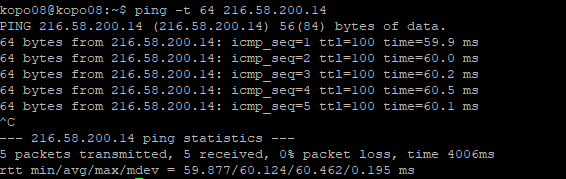 kopo08@kopo08:~$ ping -t 64 216.58.200.14
PING 216.58.200.14 (216.58.200.14) 56(84) bytes of data.
64 bytes from 216.58.200.14: icmp_seq=1 ttl=100 time=59.9 ms
64 bytes from 216.58.200.14: icmp_seq=2 ttl=100 time=60.0 ms
64 bytes from 216.58.200.14: icmp_seq=3 ttl=100 time=60.2 ms
64 bytes from 216.58.200.14: icmp_seq=4 ttl=100 time=60.5 ms
64 bytes from 216.58.200.14: icmp_seq=5 ttl=100 time=60.1 ms
^C
--- 216.58.200.14 ping statistics ---
5 packets transmitted, 5 received, 0% packet loss, time 4006ms
rtt min/avg/max/mdev = 59.877/60.124/60.462/0.195 ms